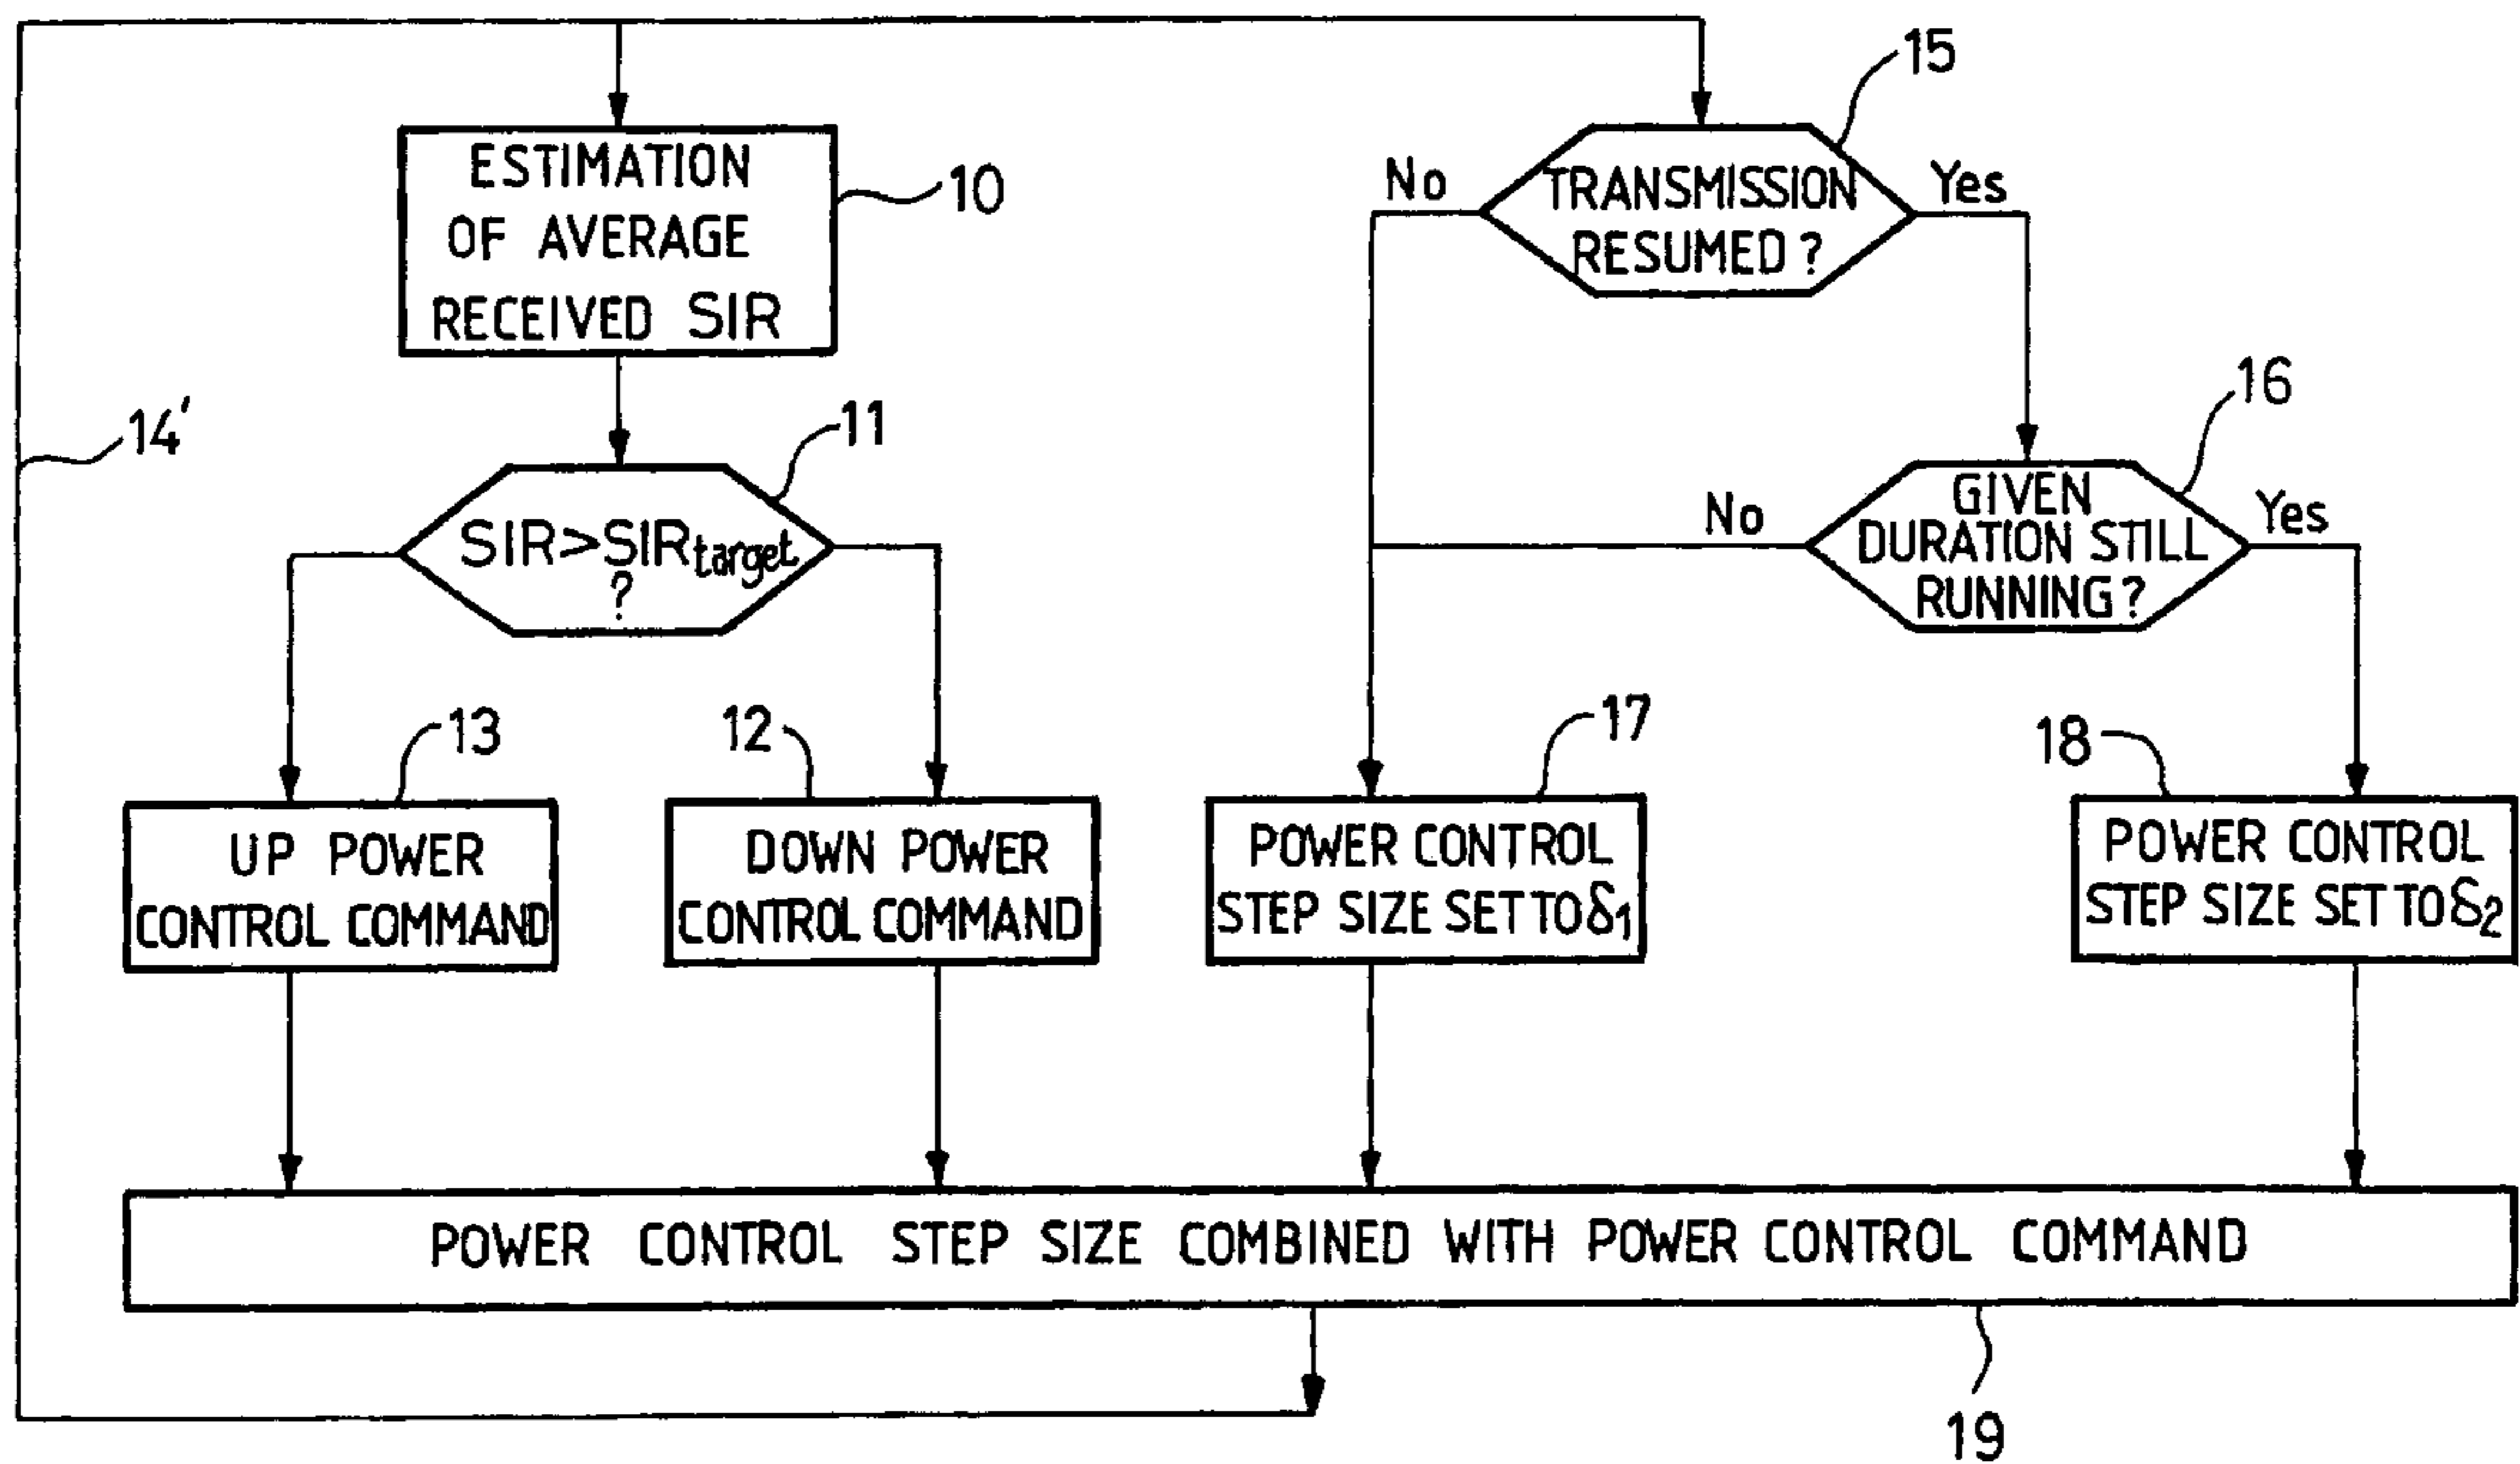 15
ESTIMATION
OF AVERAGE
RECEIVED SIR
10
No
TRANSMISSION
RESUMED ?
Yes
14'
11
SIR>SIRtarget
?
16
No
GIVEN
DURATION STILL
RUNNING ?
Yes
13
12
17
18
UP POWER
CONTROL COMMAND
DOWN POWER
CONTROL COMMAND
POWER CONTROL
STEP SIZE SET TO δ1
POWER CONTROL
STEP SIZE SET TO δ2
POWER CONTROL STEP SIZE COMBINED WITH POWER CONTROL COMMAND
19